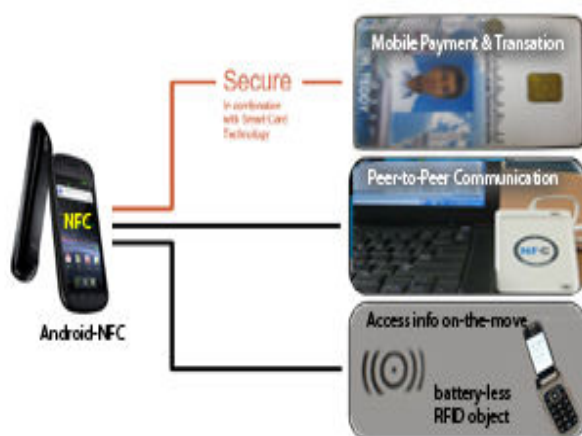 Mobile Payment & Transation
Secure
In combination
with Smart Card
Technology
Peer-to-Peer Communication
NFC
NFC
Android-NFC
Access info on-the-move
battery-less
RFID object